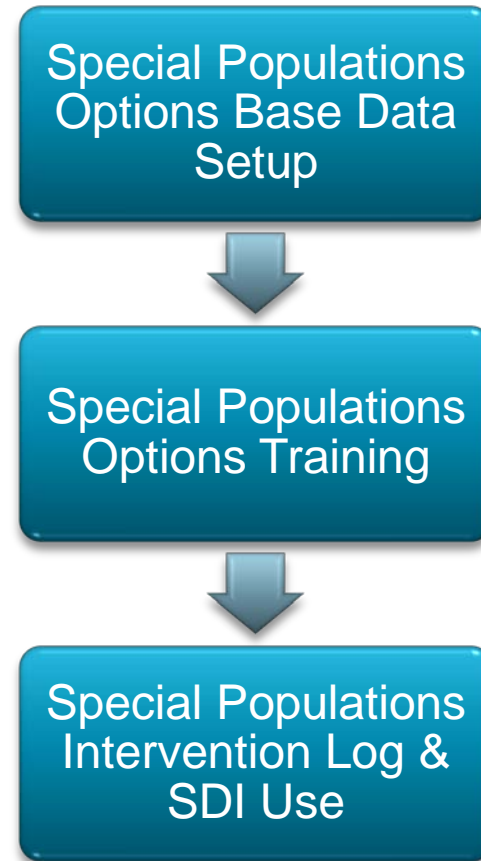 Special Populations
Options Base Data
Setup
Special Populations
Options Training
Special Populations
Intervention Log &
SDI Use